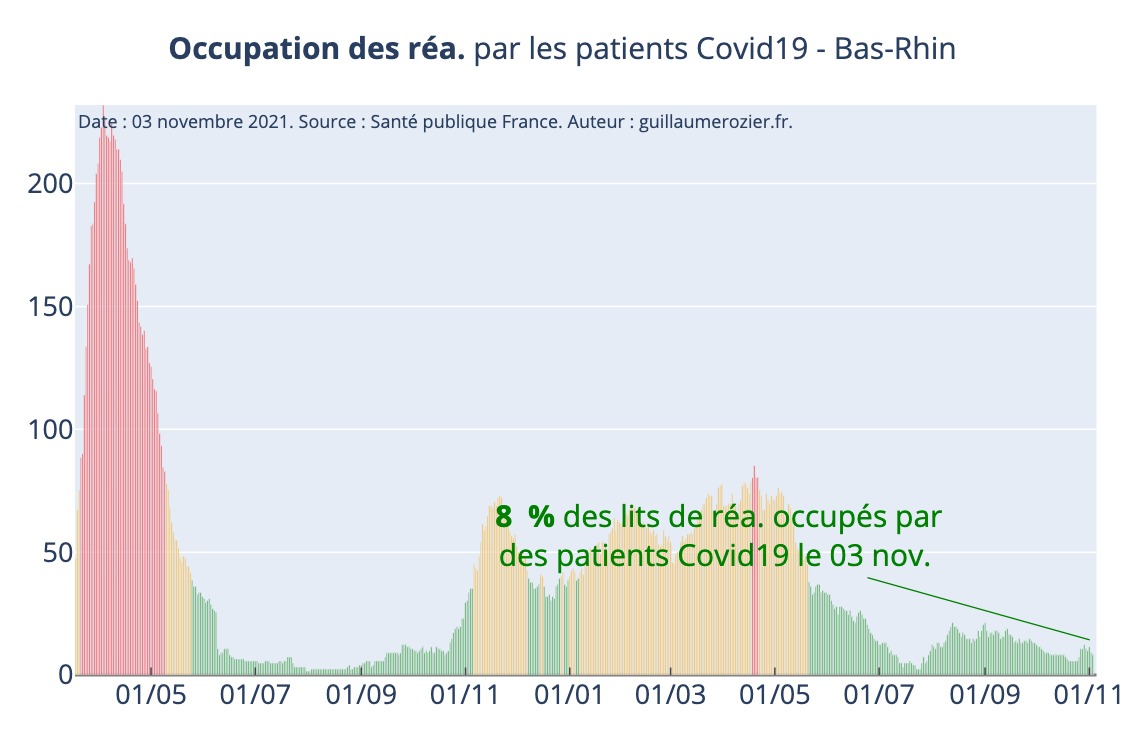 Occupation des réa. par les patients Covid19 - Bas-Rhin
Date : 03 novembre 2021. Source : Santé publique France. Auteur : guillaumerozier.fr.
200
150
100
50
0
8 % des lits de réa. occupés par
des patients Covid19 le 03 nov.
01/05 01/07 01/09 01/11 01/01 01/03 01/05 01/07 01/09 01/11